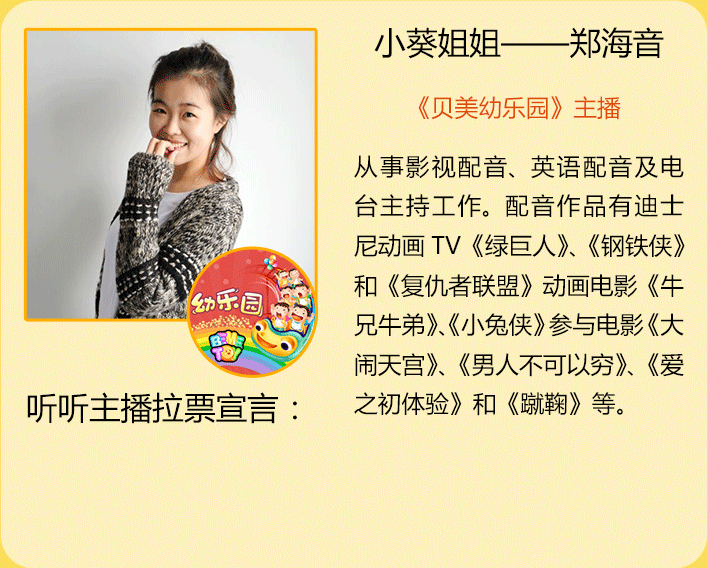 小葵姐姐——郑海音
《贝美幼乐园》主播
从事影视配音、英语配音及电
台主持工作。配音作品有迪士
尼动画 TV《绿巨人》、《钢铁侠》
和《复仇者联盟》动画电影《牛
兄牛弟》、《小兔侠》参与电影《大
闹天宫》、《男人不可以穷》、《爱
之初体验》和《蹴鞠》等。
幼乐园
听听主播拉票宣言：